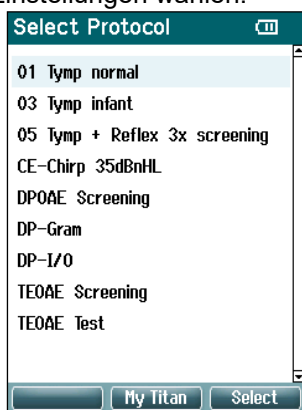 Einstellungen wählen.
Select Protocol
01 Tymp normal
03 Tymp infant
05 Tymp + Reflex 3x screening
CE-Chirp 35dBnHL
DPOAE Screening
DP-Gram
DP-I/O
TEOAE Screening
TEOAE Test
My Titan Select